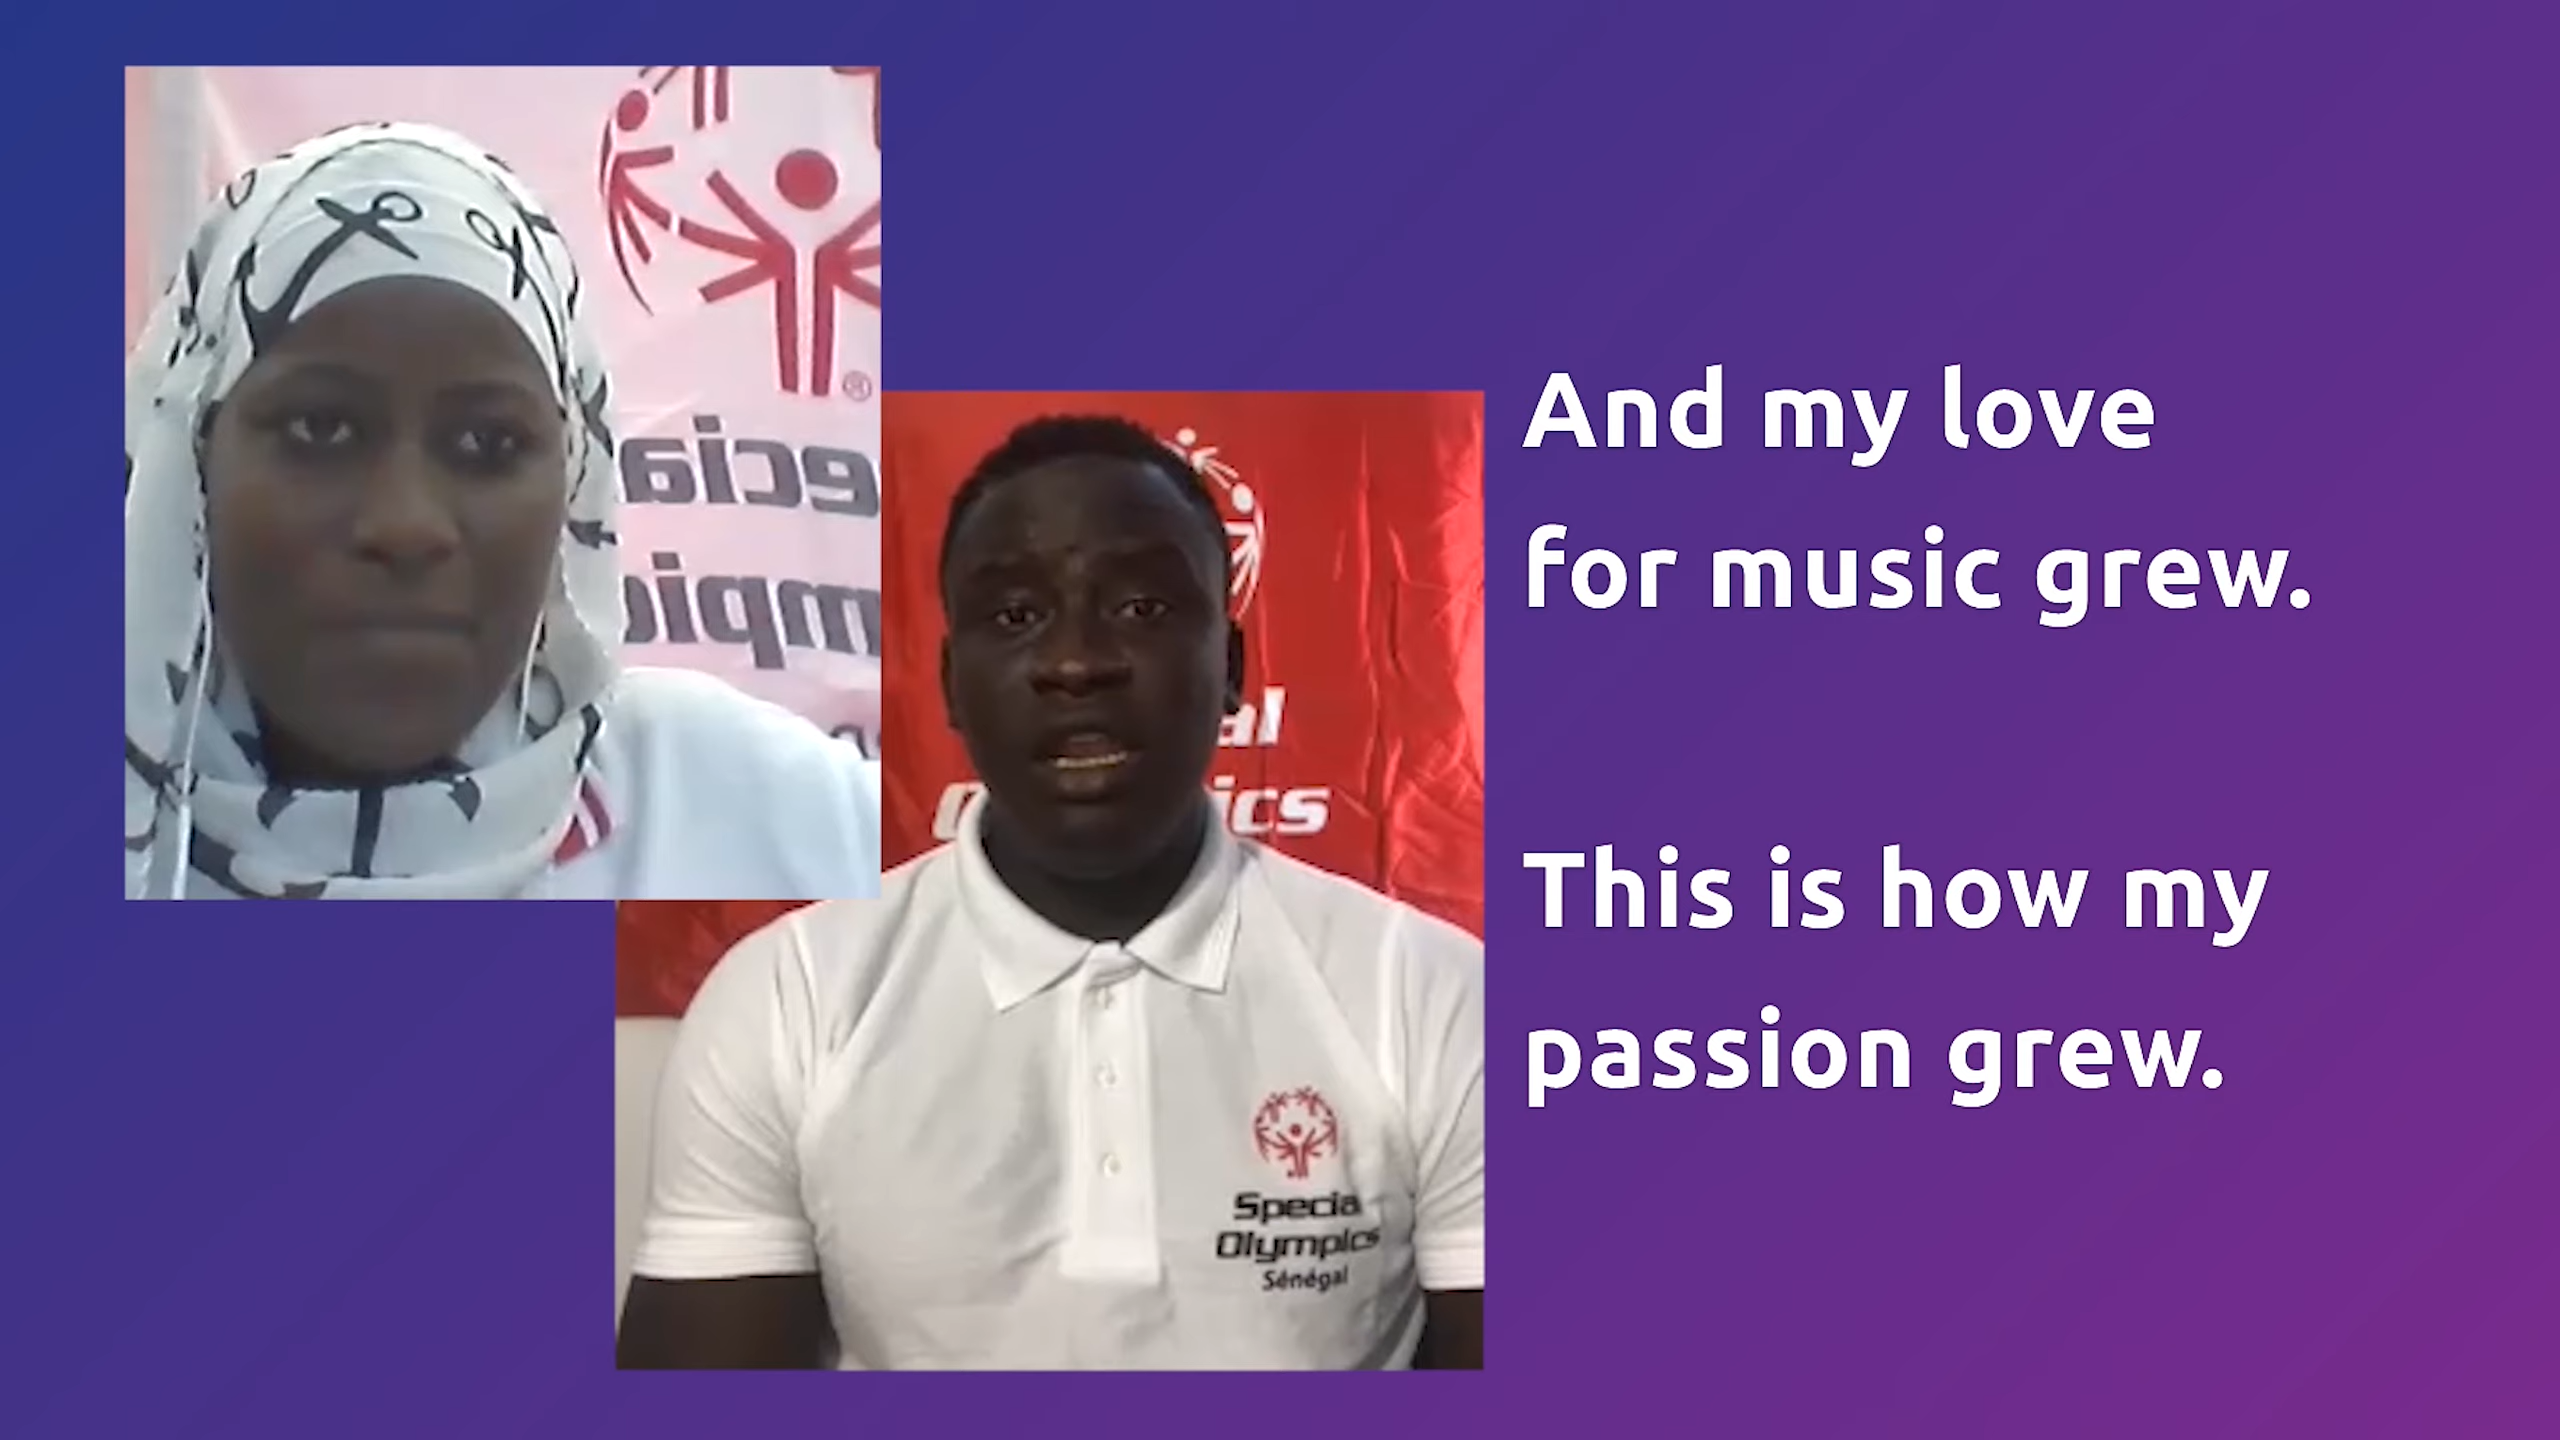 And my love
for music grew.
This is how my
passion grew.
Special
Olympics
Sénégal